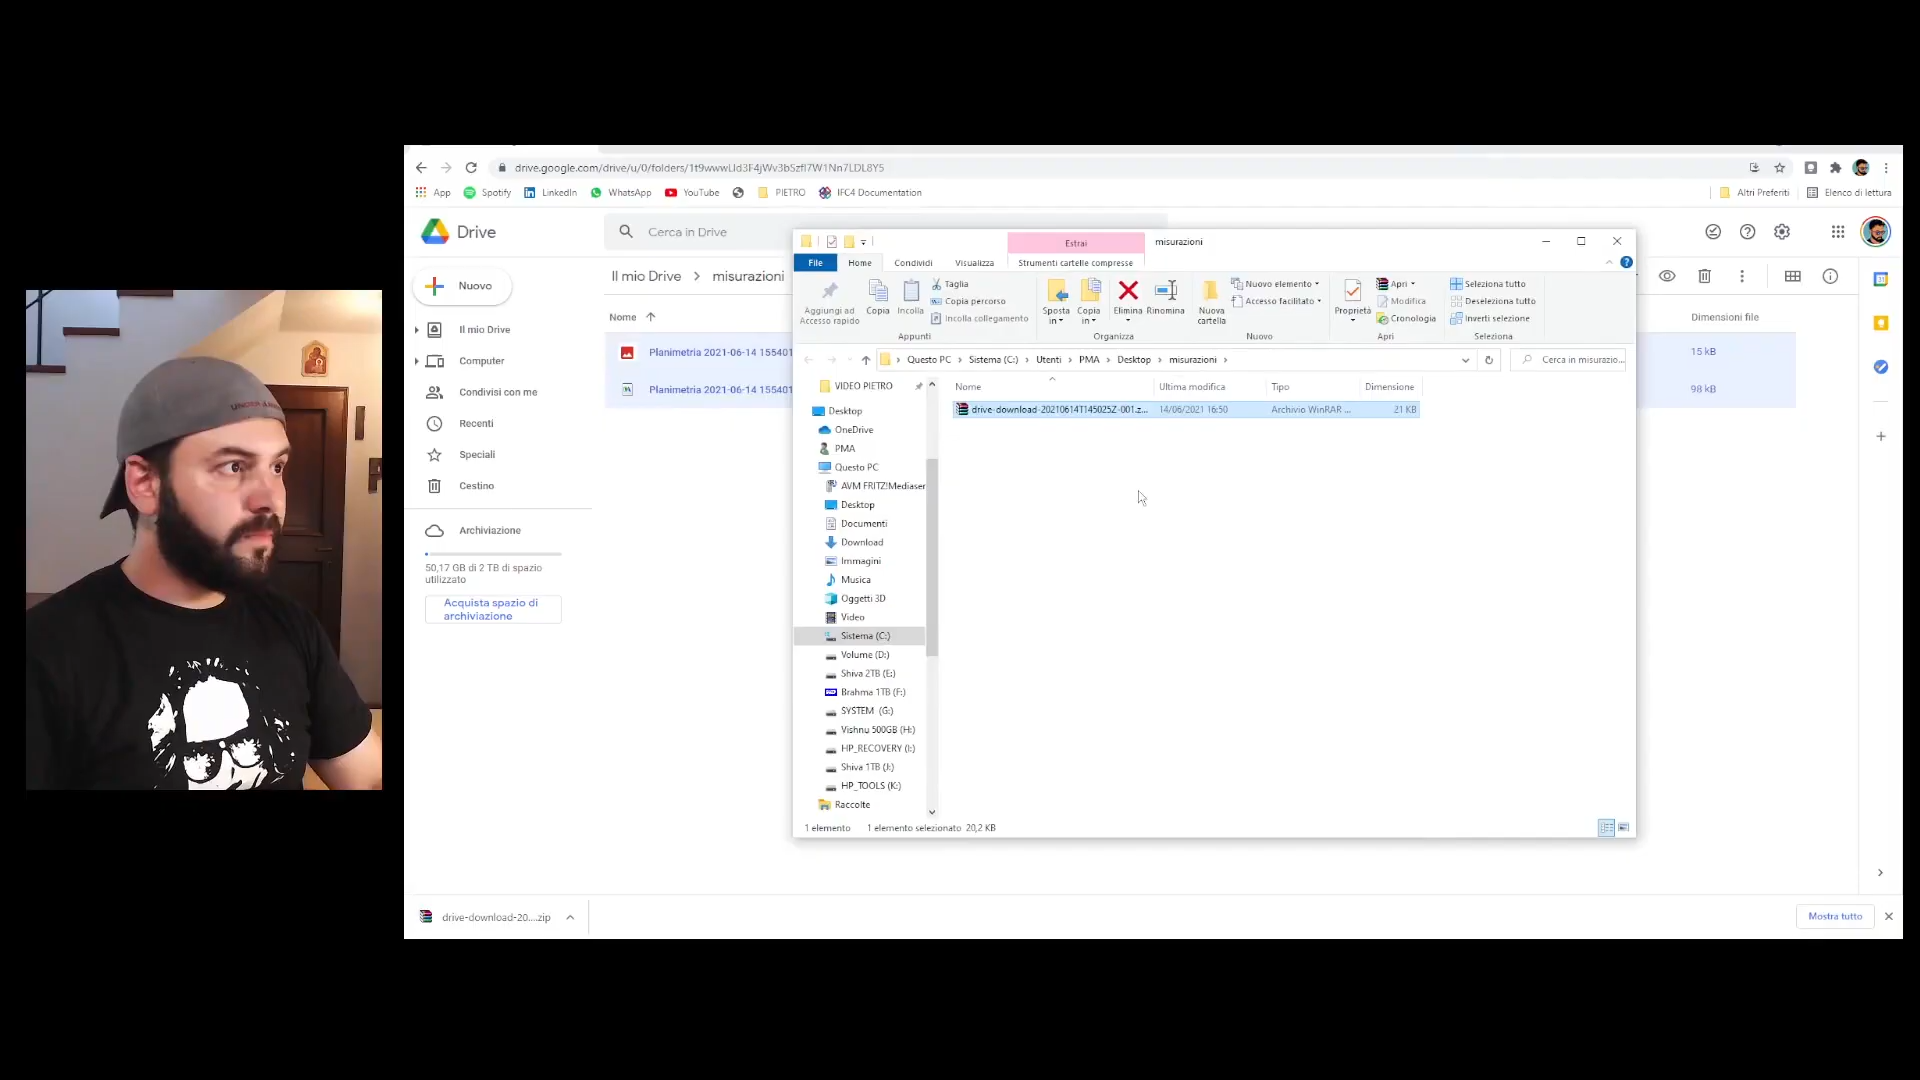 drive.google.com/drive/u/0/folders/1t9wwwLld3F4jWv3bSzfI7W1Nn7LDL8Y5
App Spotify LinkedIn WhatsApp YouTube PIETRO IFC4 Documentation Altri Preferiti Elenco di lettura
Drive
Cerca in Drive
Nuovo
Il mio Drive
Computer
Condivisi con me
Recenti
Speciali
Cestino
Archiviazione
50,17 GB di 2 TB di spazio
utilizzato
Acquista spazio di
archiviazione
Il mio Drive > misurazioni
Nome
Dimensioni file
Planimetria 2021-06-14 155401
15 kB
Planimetria 2021-06-14 155401
98 kB
Estrai misurazioni
File Home Condividi Visualizza Strumenti cartelle compresse
Aggiungi ad
Accesso rapido
Copia
Incolla
Taglia
Copia percorso
Incolla collegamento
Appunti
Sposta
in
Copia
in
Elimina
Rinomina
Organizza
Nuova
cartella
Nuovo elemento
Accesso facilitato
Nuovo
Proprietà
Apri
Modifica
Cronologia
Apri
Seleziona tutto
Deseleziona tutto
Inverti selezione
Seleziona
Questo PC > Sistema (C:) > Utenti > PMA > Desktop > misurazioni >
Cerca in misurazio...
VIDEO PIETRO
Desktop
OneDrive
PMA
Questo PC
AVM FRITZ!Mediaser
Desktop
Documenti
Download
Immagini
Musica
Oggetti 3D
Video
Sistema (C:)
Volume (D:)
Shiva 2TB (E:)
Brahma 1TB (F:)
SYSTEM (G:)
Vishnu 500GB (H:)
HP_RECOVERY (I:)
Shiva 1TB (J:)
HP_TOOLS (K:)
Raccolte
Nome Ultima modifica Tipo Dimensione
drive-download-20210614T145025Z-001.z... 14/06/2021 16:50 Archivio WinRAR ... 21 KB
1 elemento 1 elemento selezionato 20,2 KB
drive-download-20....zip
Mostra tutto